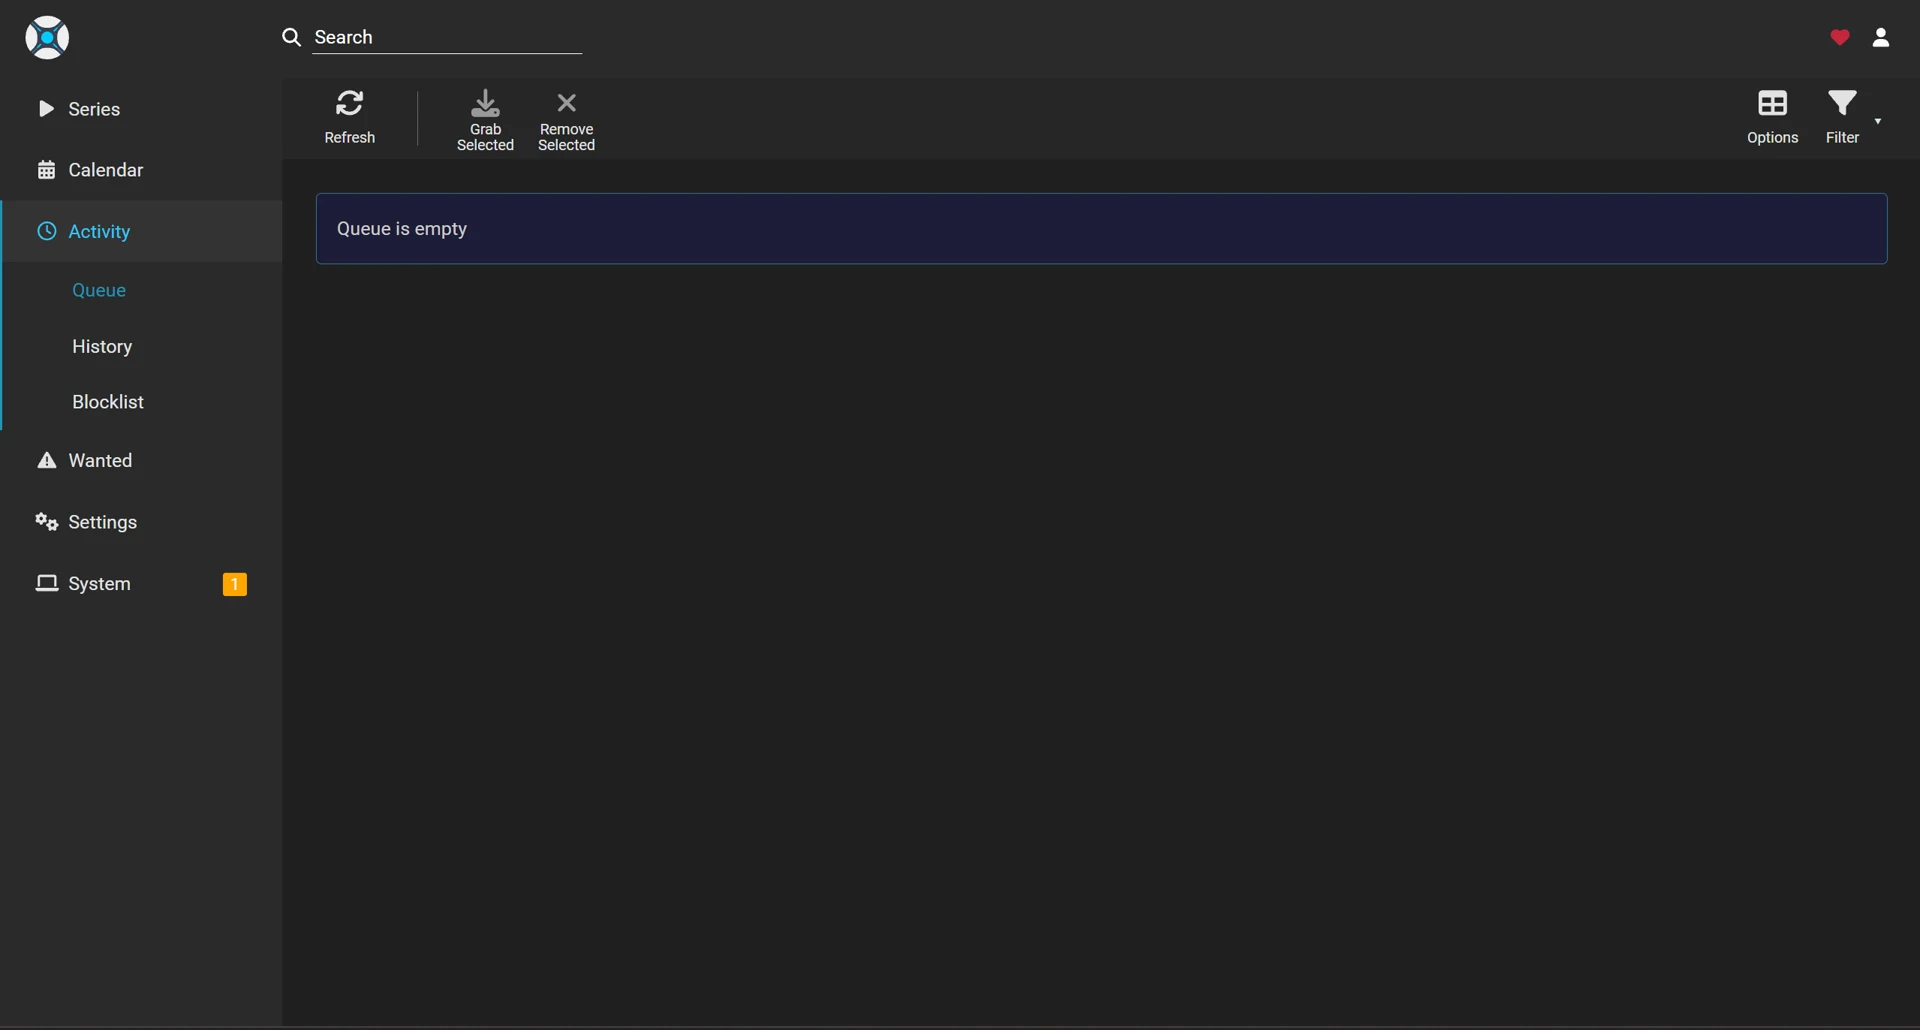 Search
Series
Calendar
Activity
Queue
History
Blocklist
Wanted
Settings
System
1
Refresh
Grab
Selected
Remove
Selected
Options
Filter
Queue is empty